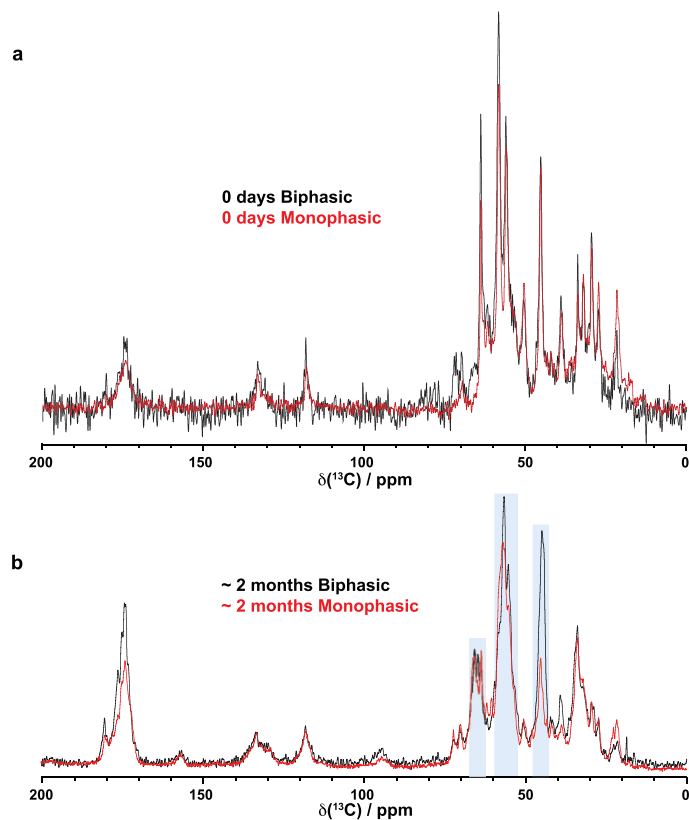 a
0 days Biphasic
0 days Monophasic
200 150 100 50 0
δ(¹³C) / ppm
b
~ 2 months Biphasic
~ 2 months Monophasic
200 150 100 50 0
δ(¹³C) / ppm